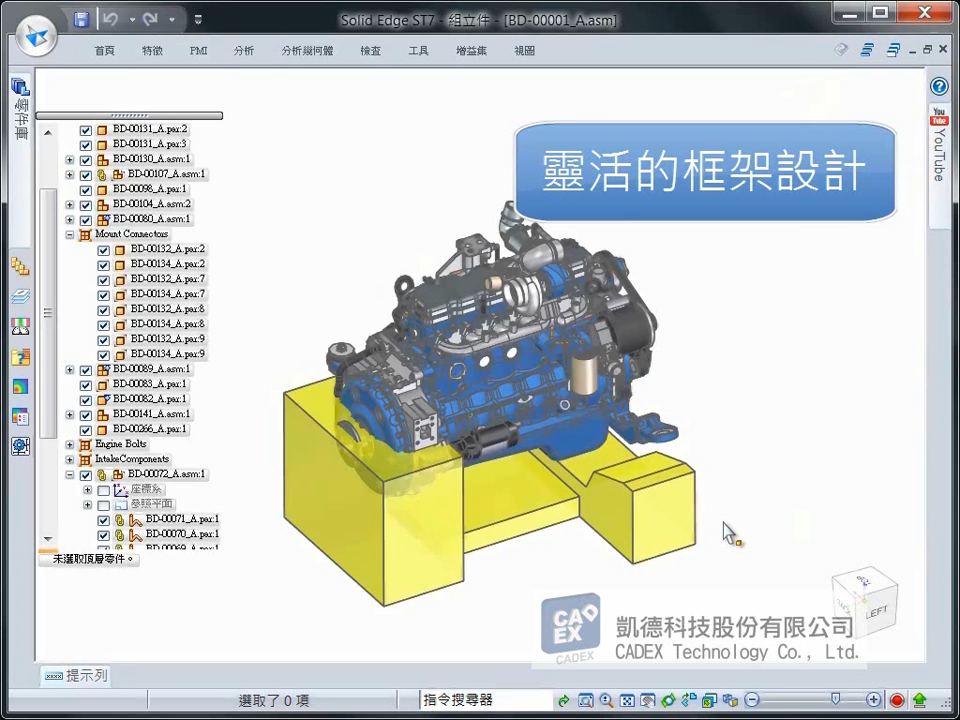 Solid Edge ST7 - 組立件 - [BD-00001_A.asm]
首頁 特徵 PMI 分析 分析幾何體 檢查 工具 增益集 視圖
零件庫
YouTube
BD-00131_A.par:2
BD-00131_A.par:3
BD-00130_A.asm:1
BD-00107_A.asm:1
BD-00098_A.par:1
BD-00104_A.asm:2
BD-00080_A.asm:1
Mount Connectors
BD-00132_A.par:2
BD-00134_A.par:2
BD-00132_A.par:7
BD-00134_A.par:7
BD-00132_A.par:8
BD-00134_A.par:8
BD-00132_A.par:9
BD-00134_A.par:9
BD-00089_A.asm:1
BD-00083_A.par:1
BD-00082_A.par:1
BD-00141_A.asm:1
BD-00266_A.par:1
Engine Bolts
IntakeComponents
BD-00072_A.asm:1
座標系
參照平面
BD-00071_A.par:1
BD-00070_A.par:1
BD-00069_A.par:1
未選取頂層零件。
靈活的框架設計
LEFT
CADEX
CADEX
凱德科技股份有限公司
CADEX Technology Co., Ltd.
提示列
選取了 0 項
指令搜尋器